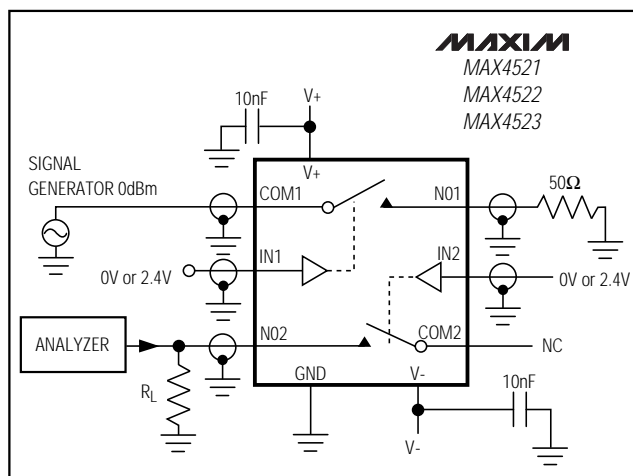 MAXIM
MAX4521
MAX4522
MAX4523
10nF
V+
V+
SIGNAL
GENERATOR 0dBm
COM1
N01
50Ω
IN1
IN2
0V or 2.4V
0V or 2.4V
ANALYZER
N02
COM2
NC
RL
GND
V-
10nF
V-